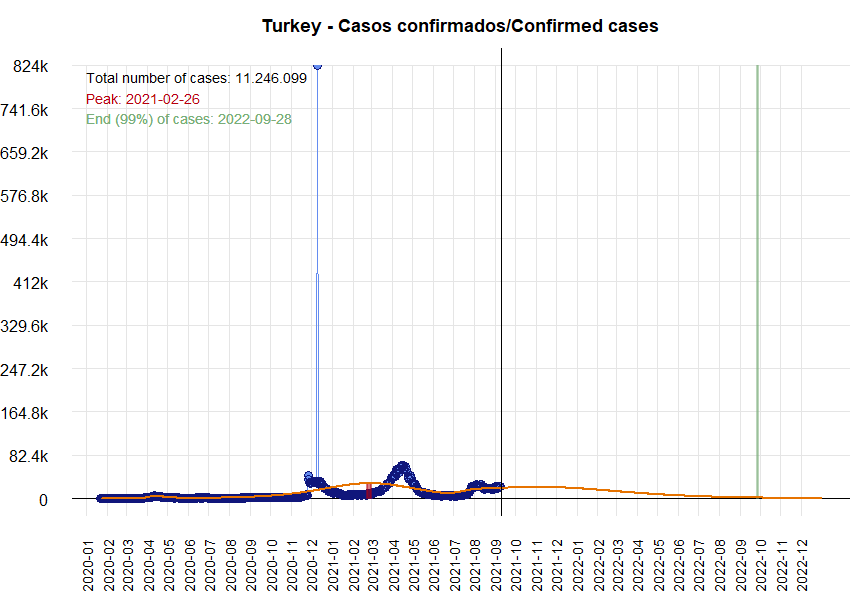 Turkey - Casos confirmados/Confirmed cases
824k
Total number of cases: 11.246.099
Peak: 2021-02-26
741.6k
End (99%) of cases: 2022-09-28
659.2k
576.8k
494.4k
412k
329.6k
247.2k
164.8k
82.4k
0
2020-01
2020-02
2020-03
2020-04
2020-05
2020-06
2020-07
2020-08
2020-09
2020-10
2020-11
2020-12
2021-01
2021-02
2021-03
2021-04
2021-05
2021-06
2021-07
2021-08
2021-09
2021-10
2021-11
2021-12
2022-01
2022-02
2022-03
2022-04
2022-05
2022-06
2022-07
2022-08
2022-09
2022-10
2022-11
2022-12